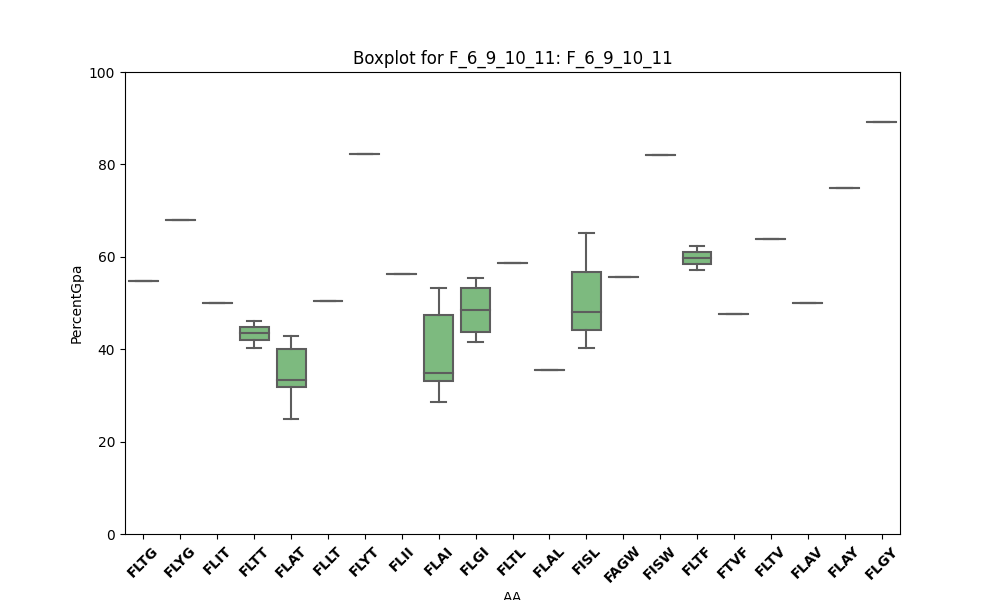 Boxplot for F_6_9_10_11: F_6_9_10_11
100
80
60
40
20
0
PercentGpa
FLTG FLYG FLIT FLTT FLAT FLLT FLYT FLII FLAI FLGI FLTL FLAL FISL FAGW FISW FLTF FTVF FLTV FLAV FLAY FLGY
AA